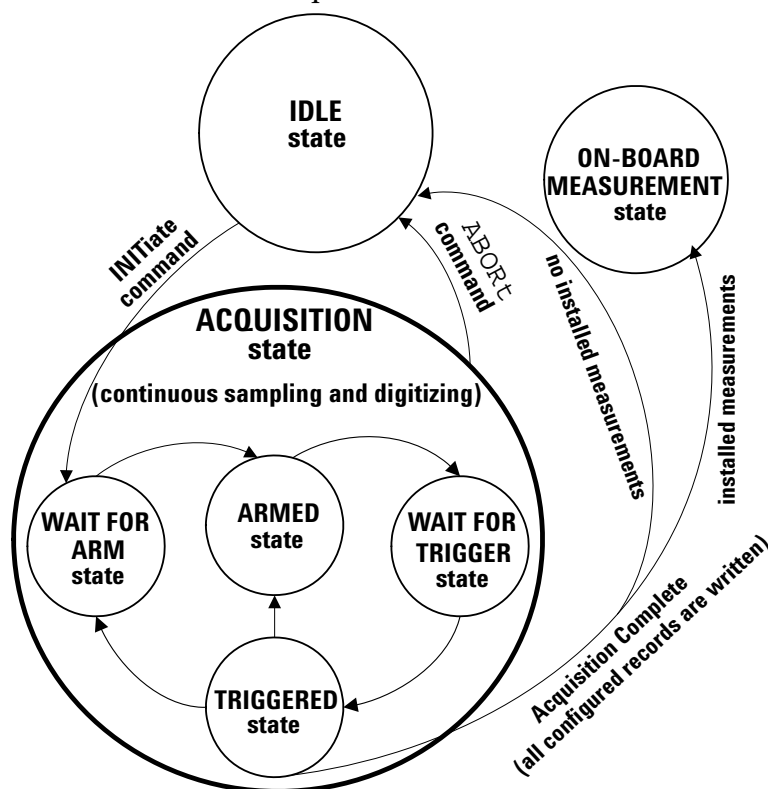 IDLE
state
ON-BOARD
MEASUREMENT
state
INITiate
command
ABORt
command
no installed measurements
installed measurements
ACQUISITION
state
(continuous sampling and digitizing)
WAIT FOR
ARM
state
ARMED
state
WAIT FOR
TRIGGER
state
TRIGGERED
state
Acquisition Complete
(all configured records are written)